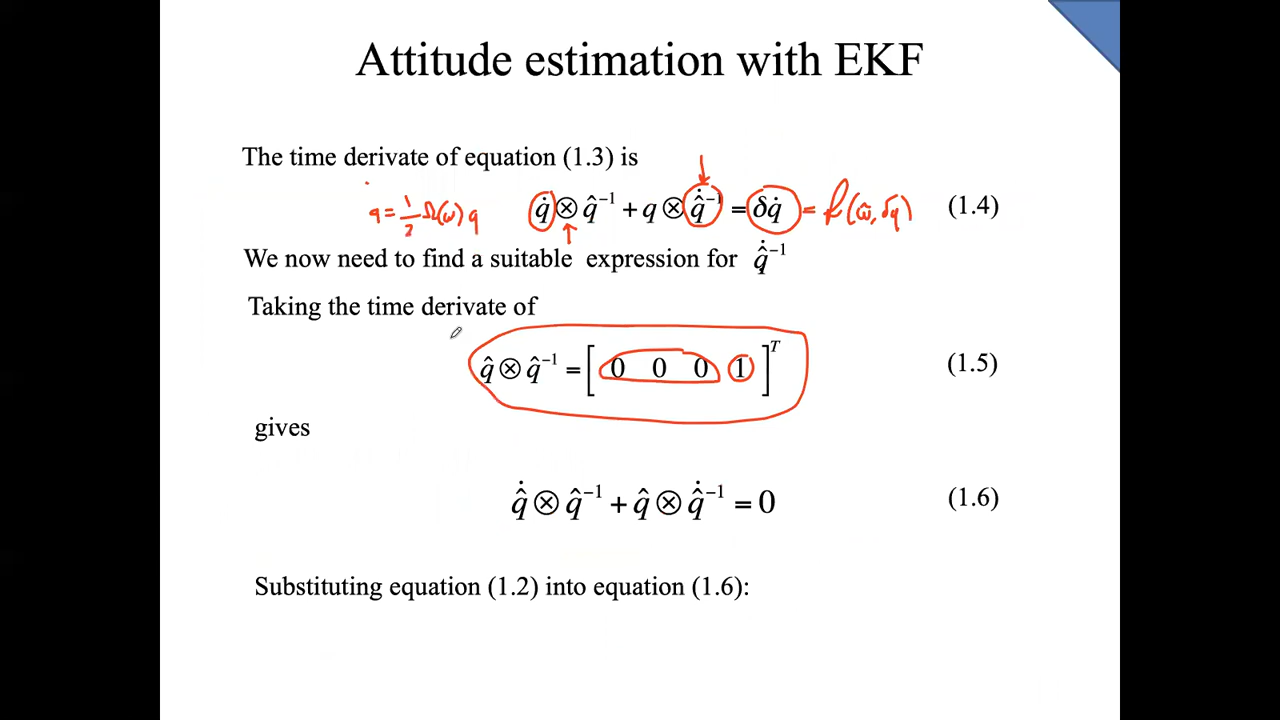 Attitude estimation with EKF
The time derivate of equation (1.3) is
q̇ = 1/2 Ω(ω) q q̇ ⊗ q̂⁻¹ + q ⊗ q̂̇⁻¹ = δq̇ = f(ω̂, δq) (1.4)
We now need to find a suitable expression for q̂̇⁻¹
Taking the time derivate of
q̂ ⊗ q̂⁻¹ = [ 0 0 0 1 ]ᵀ (1.5)
gives
q̂̇ ⊗ q̂⁻¹ + q̂ ⊗ q̂̇⁻¹ = 0 (1.6)
Substituting equation (1.2) into equation (1.6):